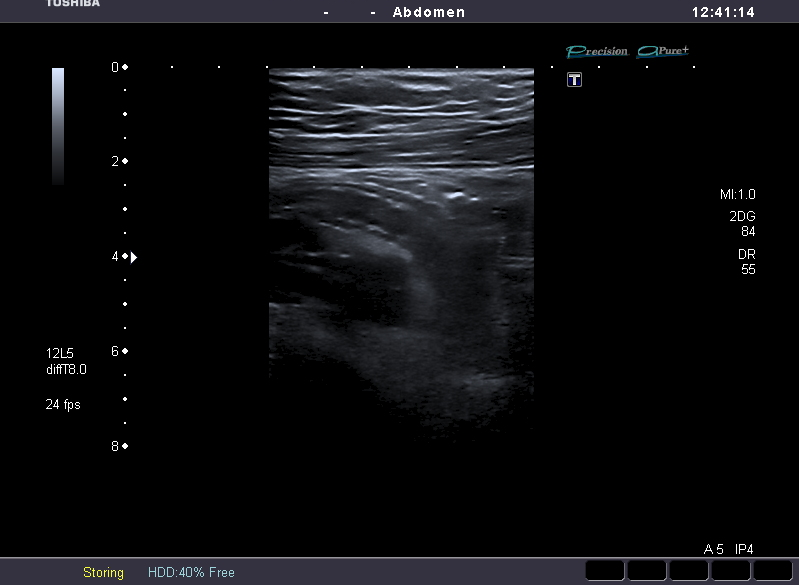 TOSHIBA
- - Abdomen 12:41:14
Precision APure+
T
0
2
4
6
8
MI:1.0
2DG
84
DR
55
12L5
diffT8.0
24 fps
A 5 IP4
Storing HDD:40% Free